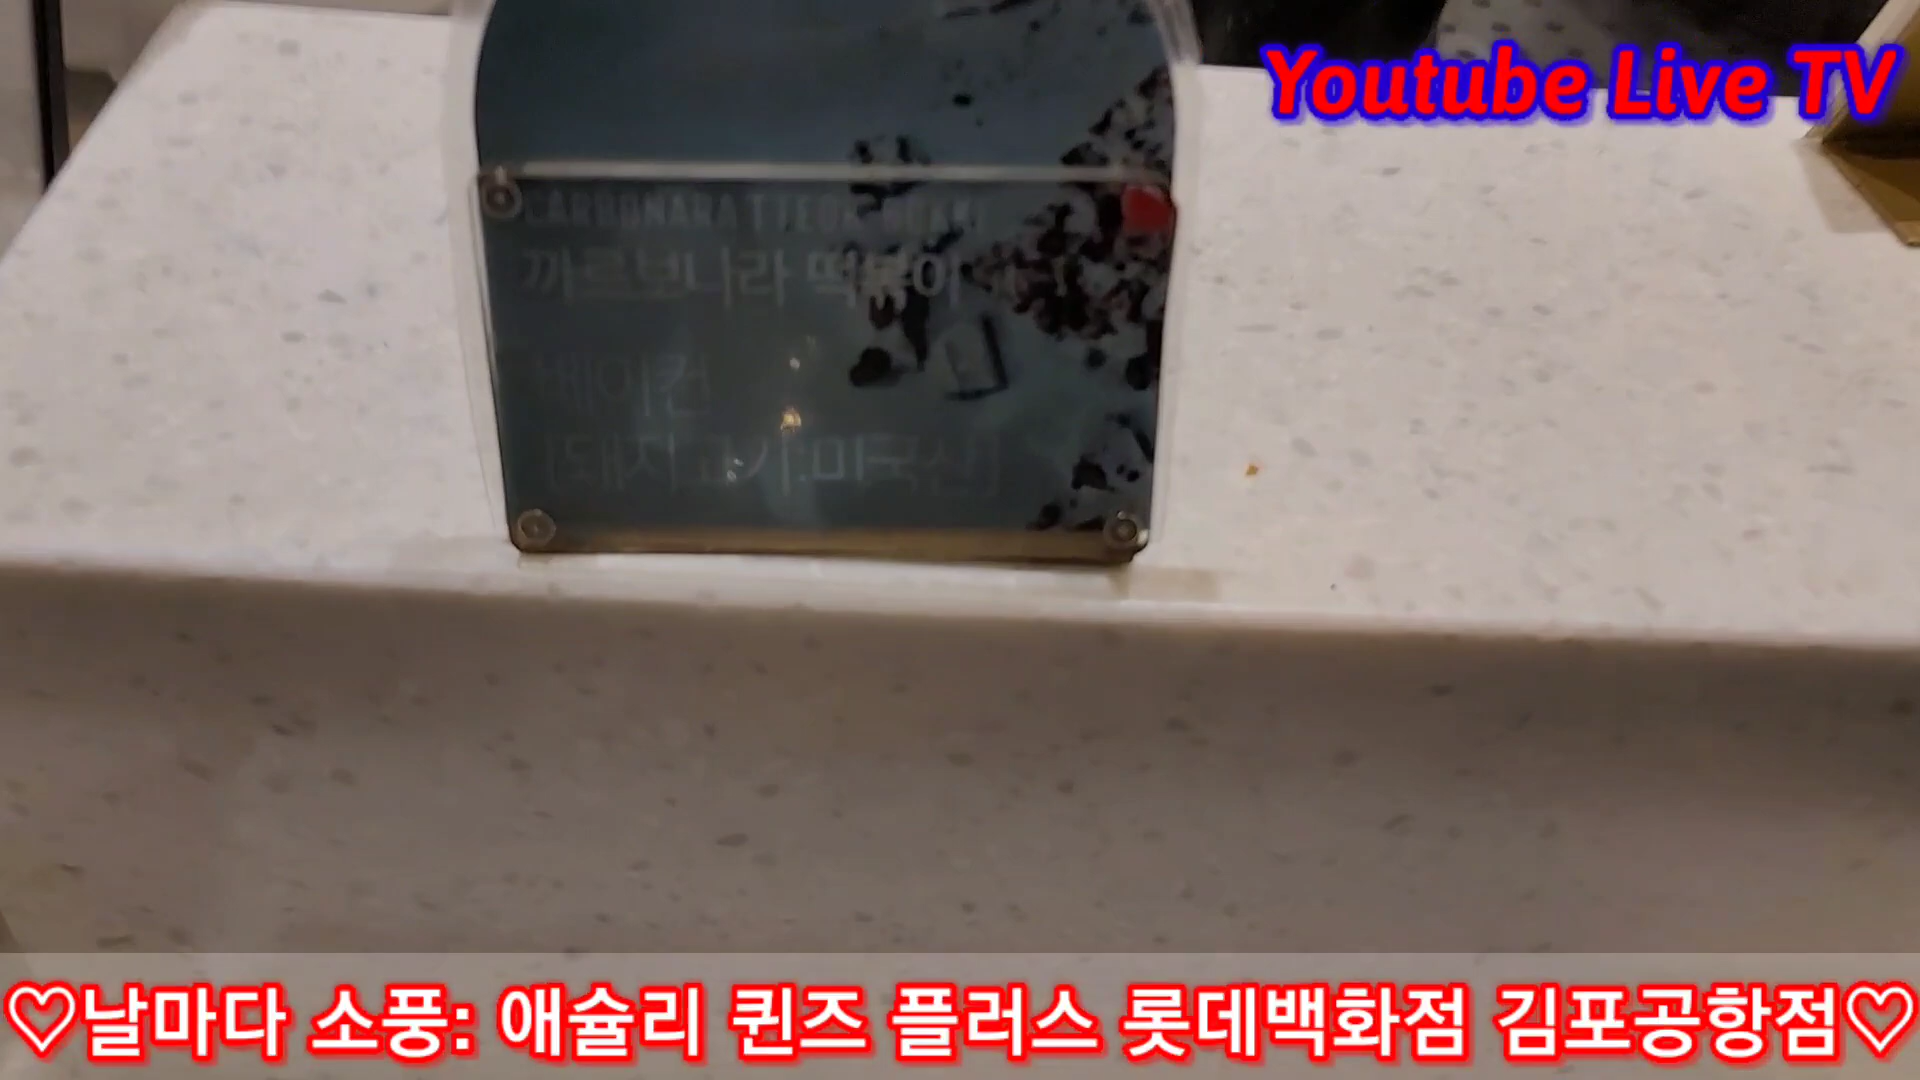 Youtube Live TV
CARBONARA TTEOK-BOKKI
까르보나라 떡볶이
베이컨
[돼지고기:미국산]
♡날마다 소풍: 애슐리 퀸즈 플러스 롯데백화점 김포공항점♡